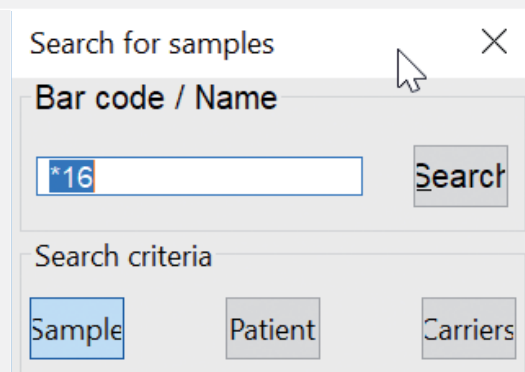 Search for samples
Bar code / Name
*16
Search
Search criteria
Sample Patient Carriers